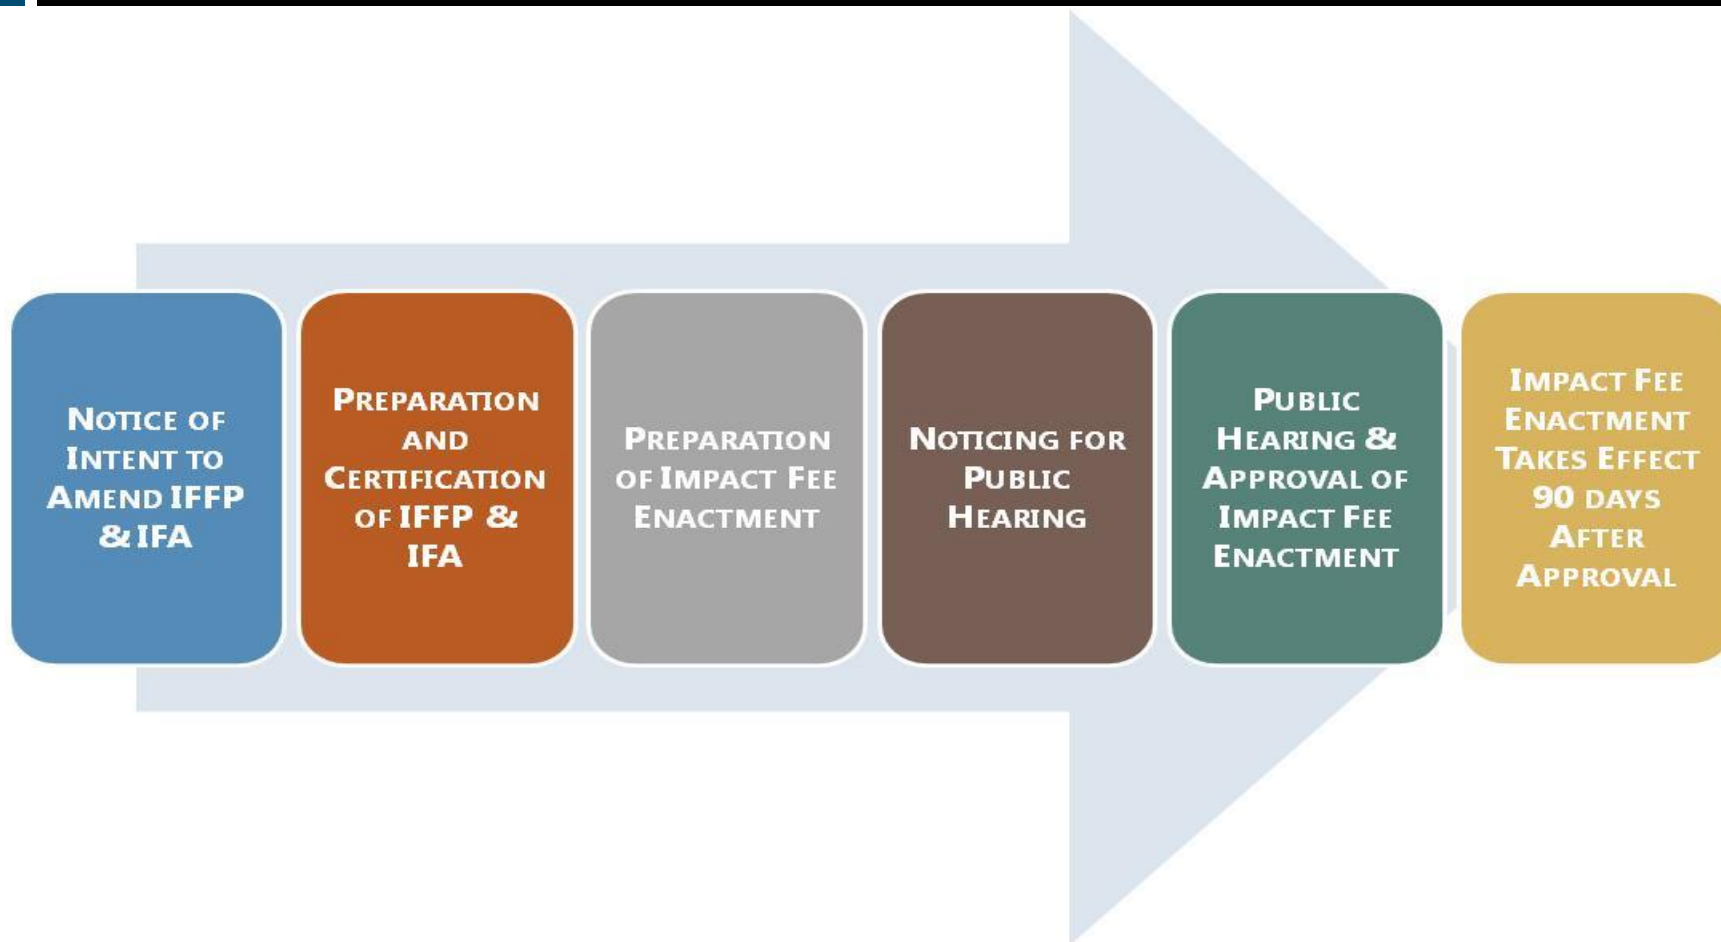 NOTICE OF
INTENT TO
AMEND IFFP
& IFA
PREPARATION
AND
CERTIFICATION
OF IFFP &
IFA
PREPARATION
OF IMPACT FEE
ENACTMENT
NOTICING FOR
PUBLIC
HEARING
PUBLIC
HEARING &
APPROVAL OF
IMPACT FEE
ENACTMENT
IMPACT FEE
ENACTMENT
TAKES EFFECT
90 DAYS
AFTER
APPROVAL